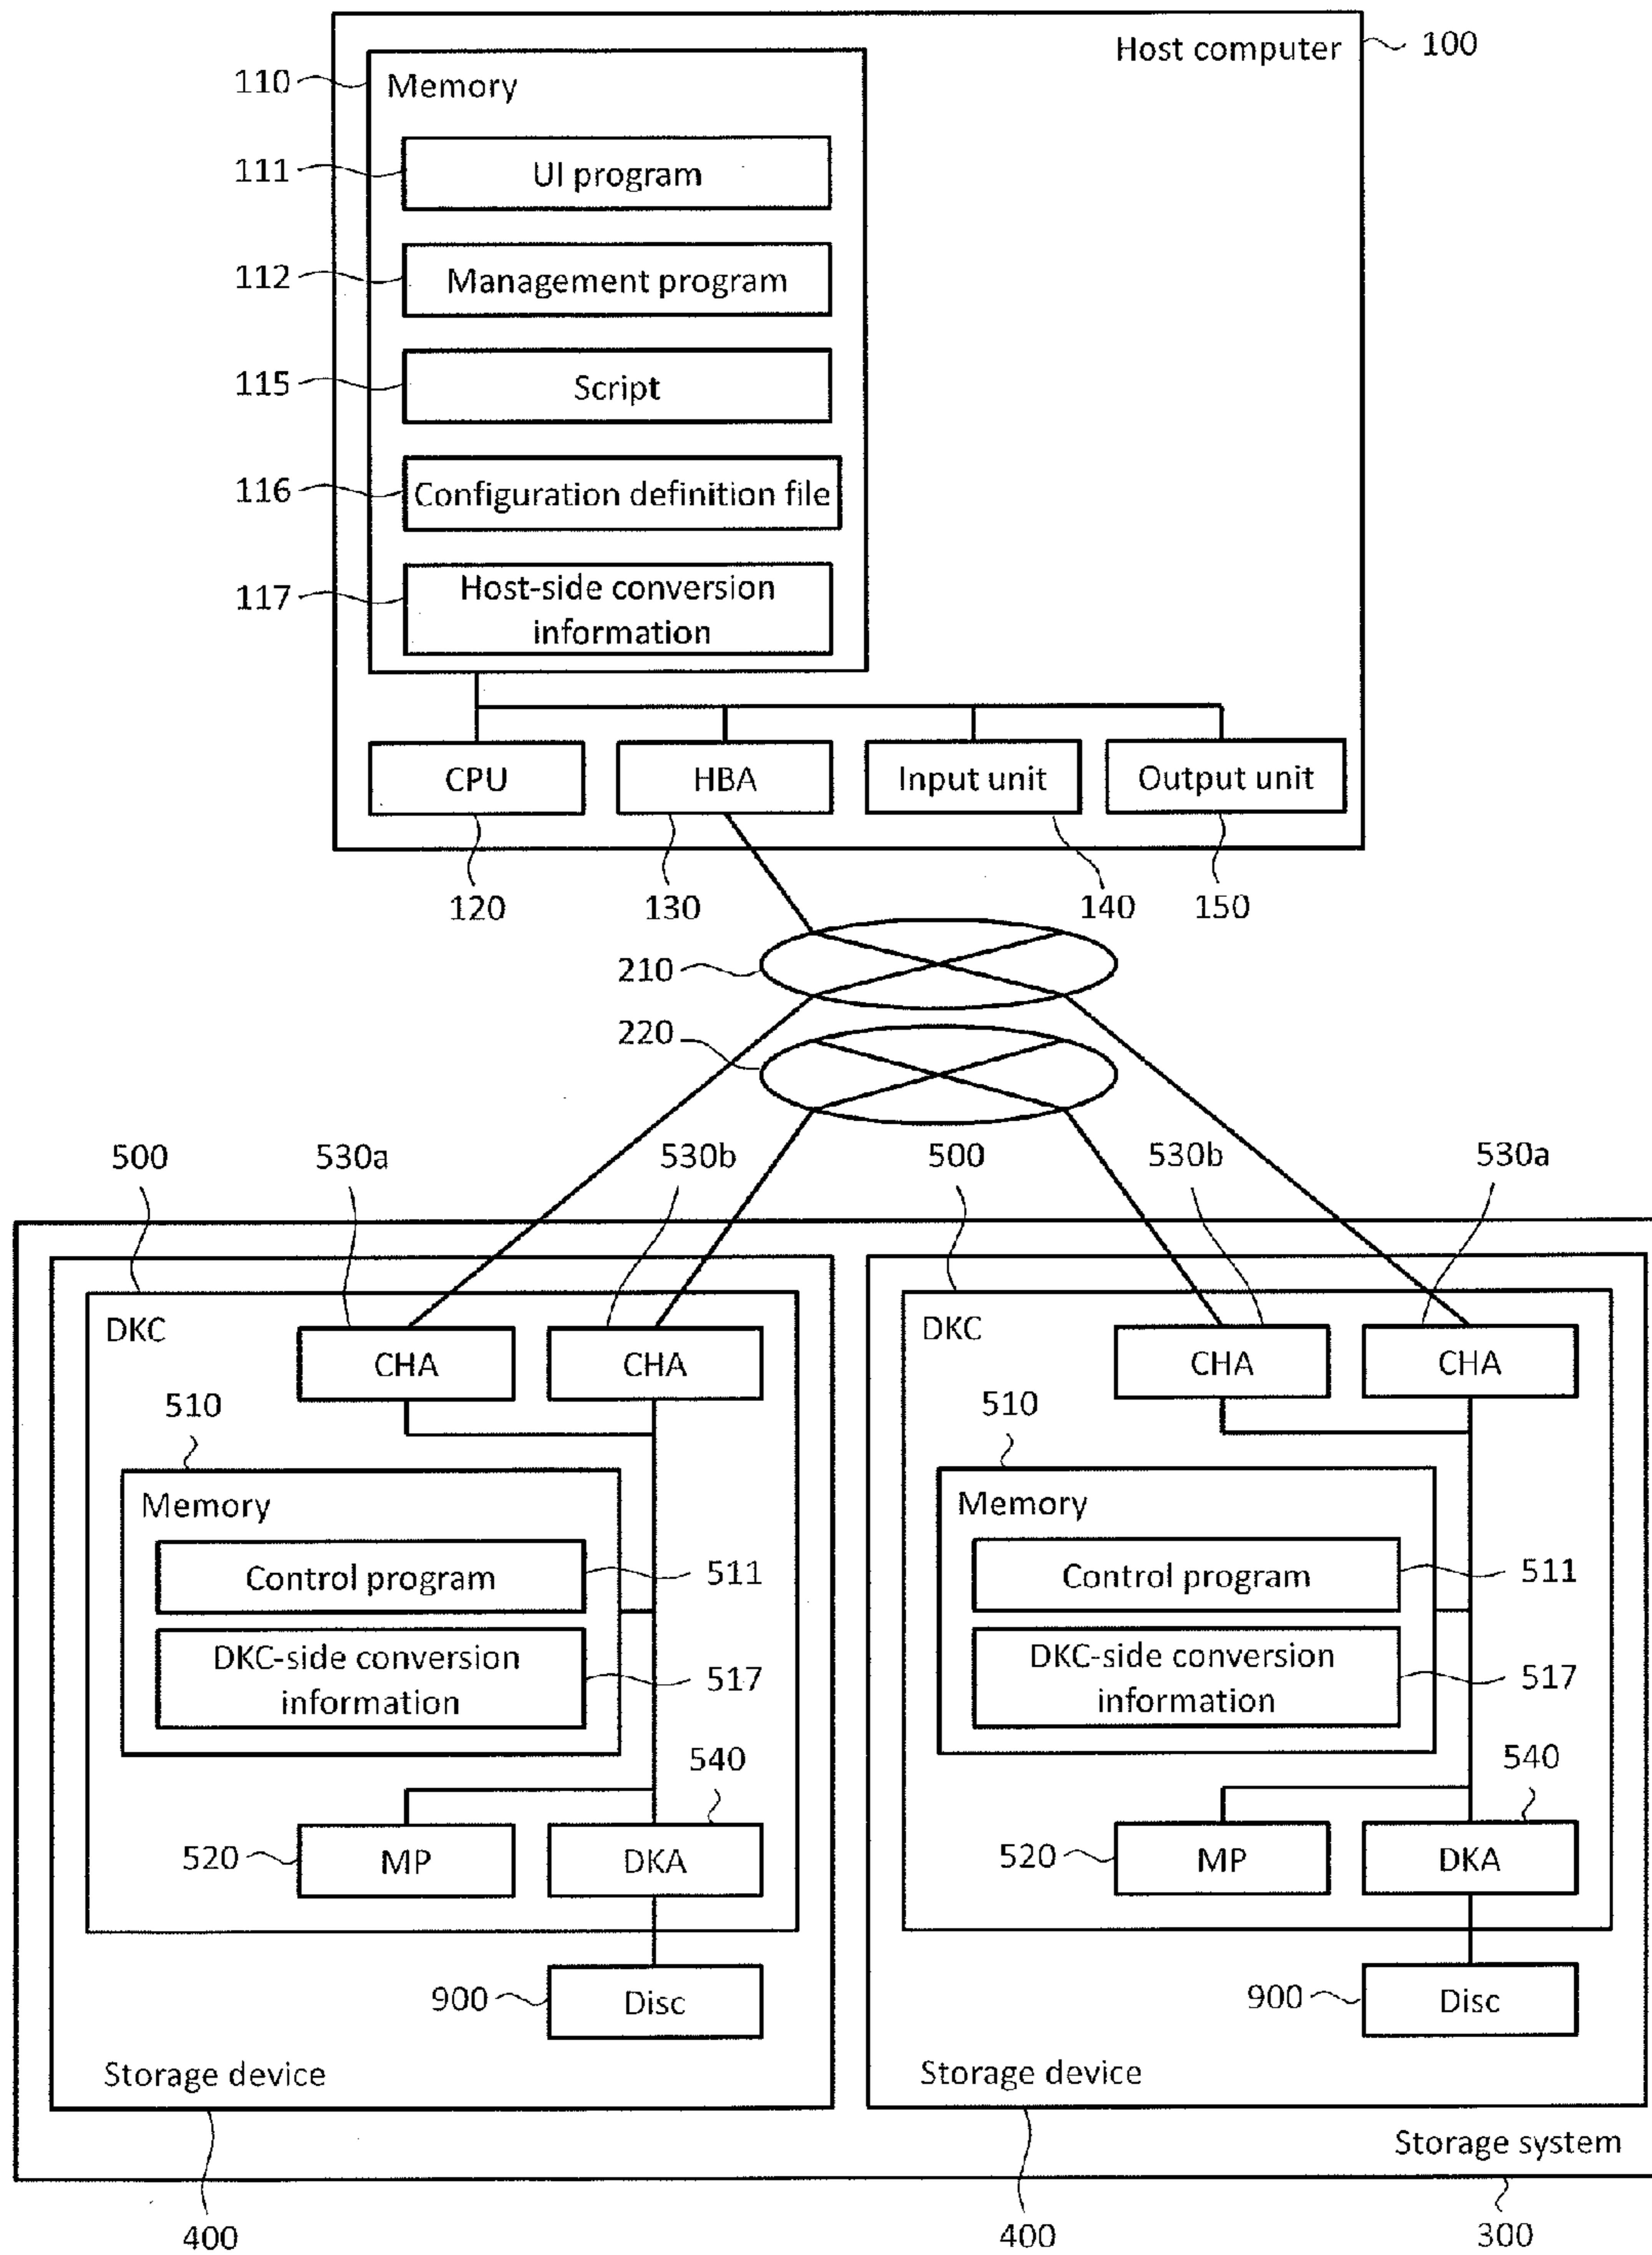 Host computer
100
110
Memory
111
UI program
112
Management program
115
Script
116
Configuration definition file
117
Host-side conversion
information
CPU
HBA
Input unit
Output unit
120
130
140
150
210
220
500
530a
530b
500
530b
530a
DKC
CHA
CHA
DKC
CHA
CHA
510
510
Memory
Memory
Control program
511
Control program
511
DKC-side conversion
information
517
DKC-side conversion
information
517
540
540
520
MP
DKA
520
MP
DKA
900
Disc
900
Disc
Storage device
Storage device
Storage system
400
400
300